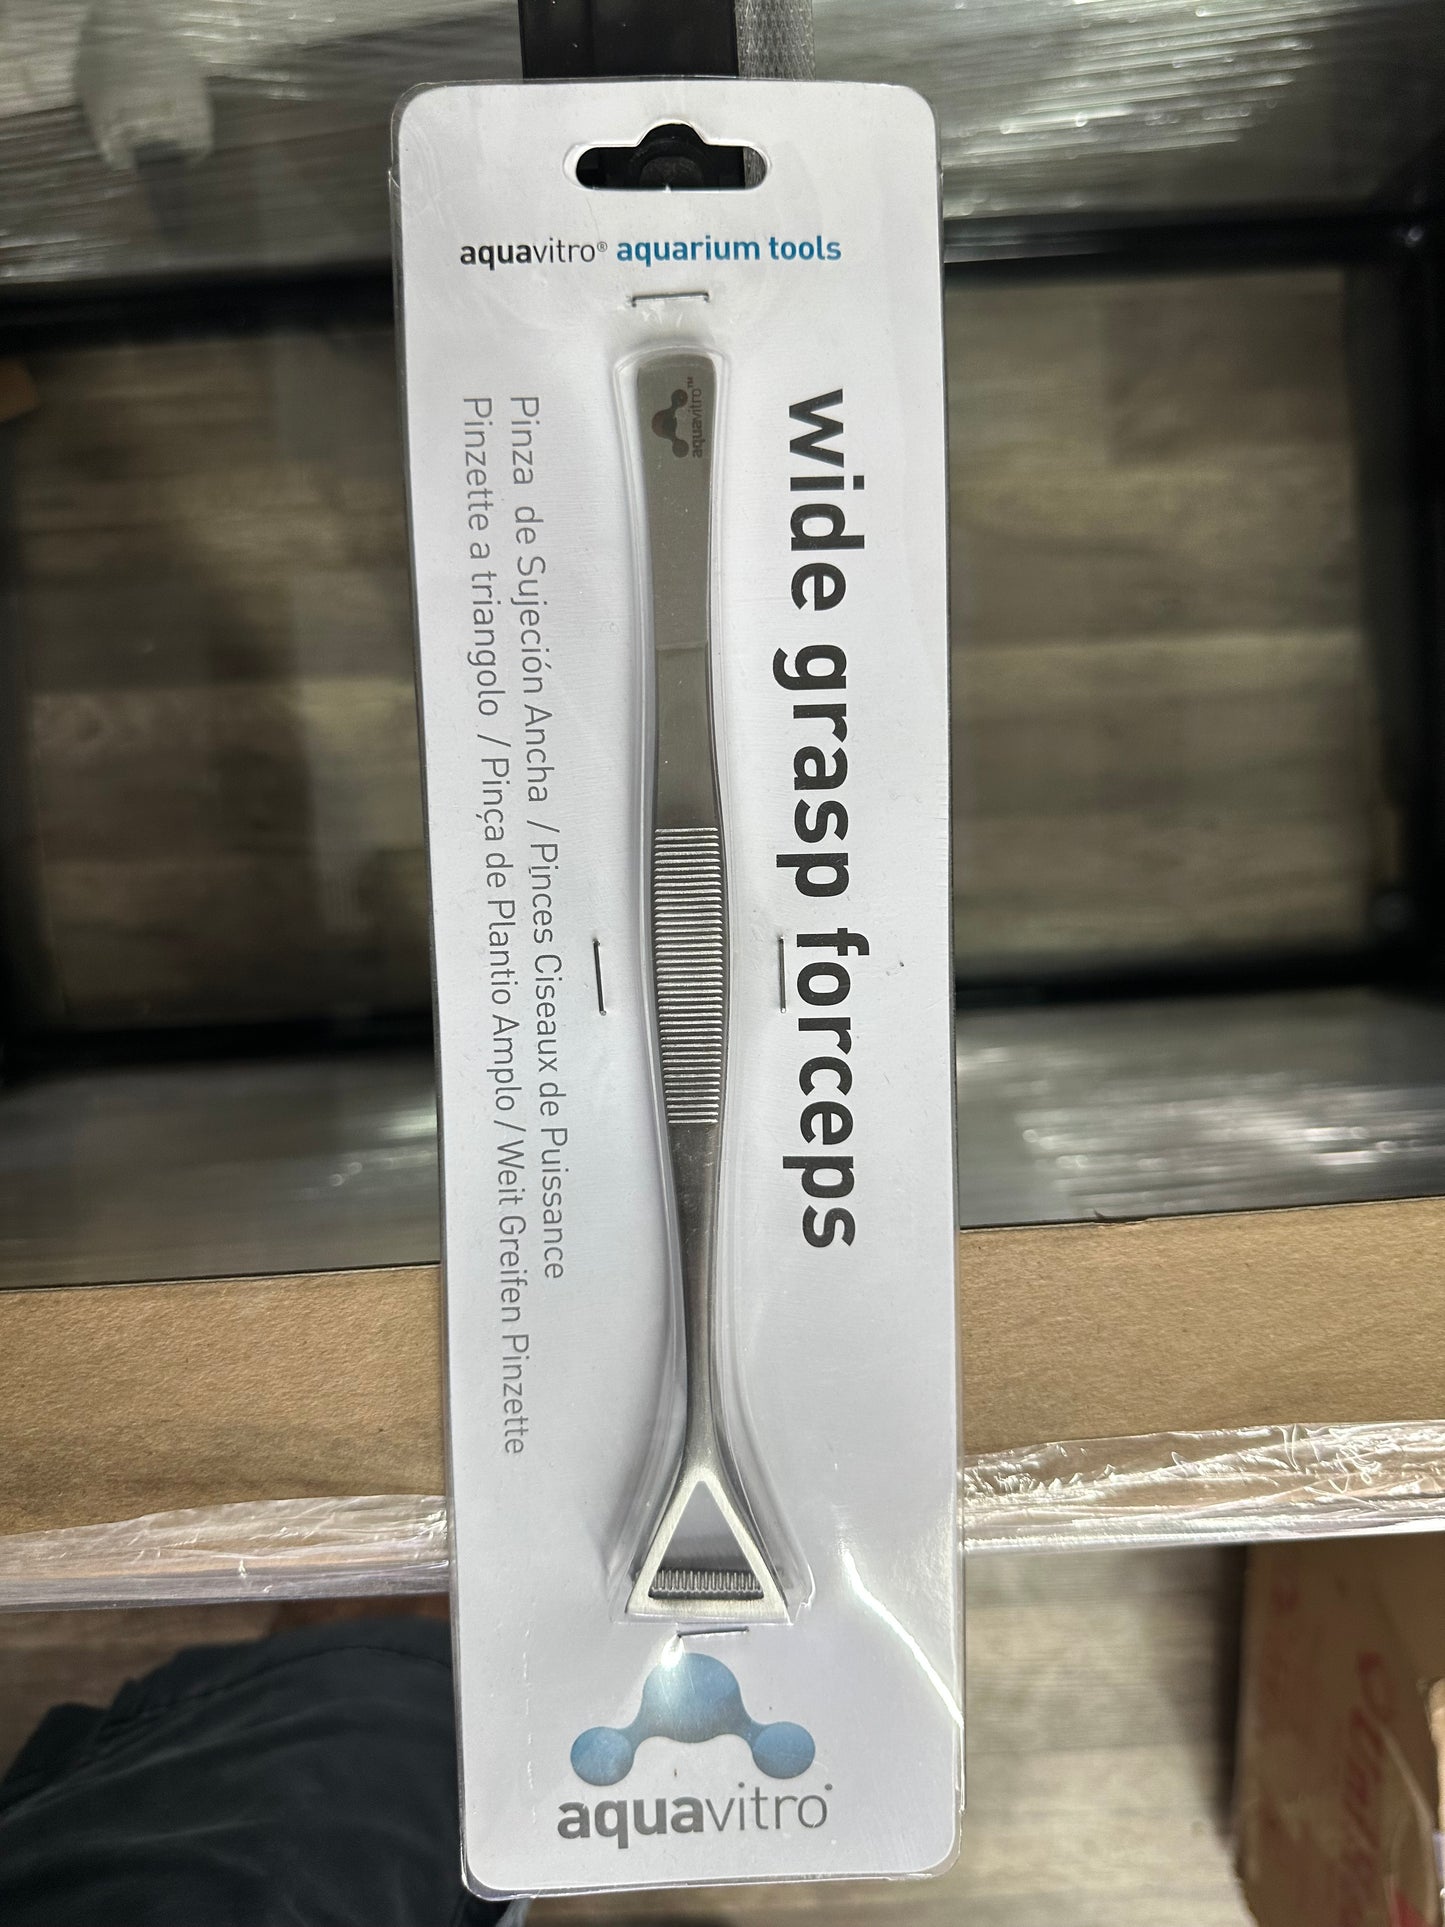 aquavitro® aquarium tools
wide grasp forceps
aquavitro™
Pinza de Sujeción Ancha / Pinces Ciseaux de Puissance
Pinzette a triangolo / Pinça de Plantio Amplo / Weit Greifen Pinzette
aquavitro